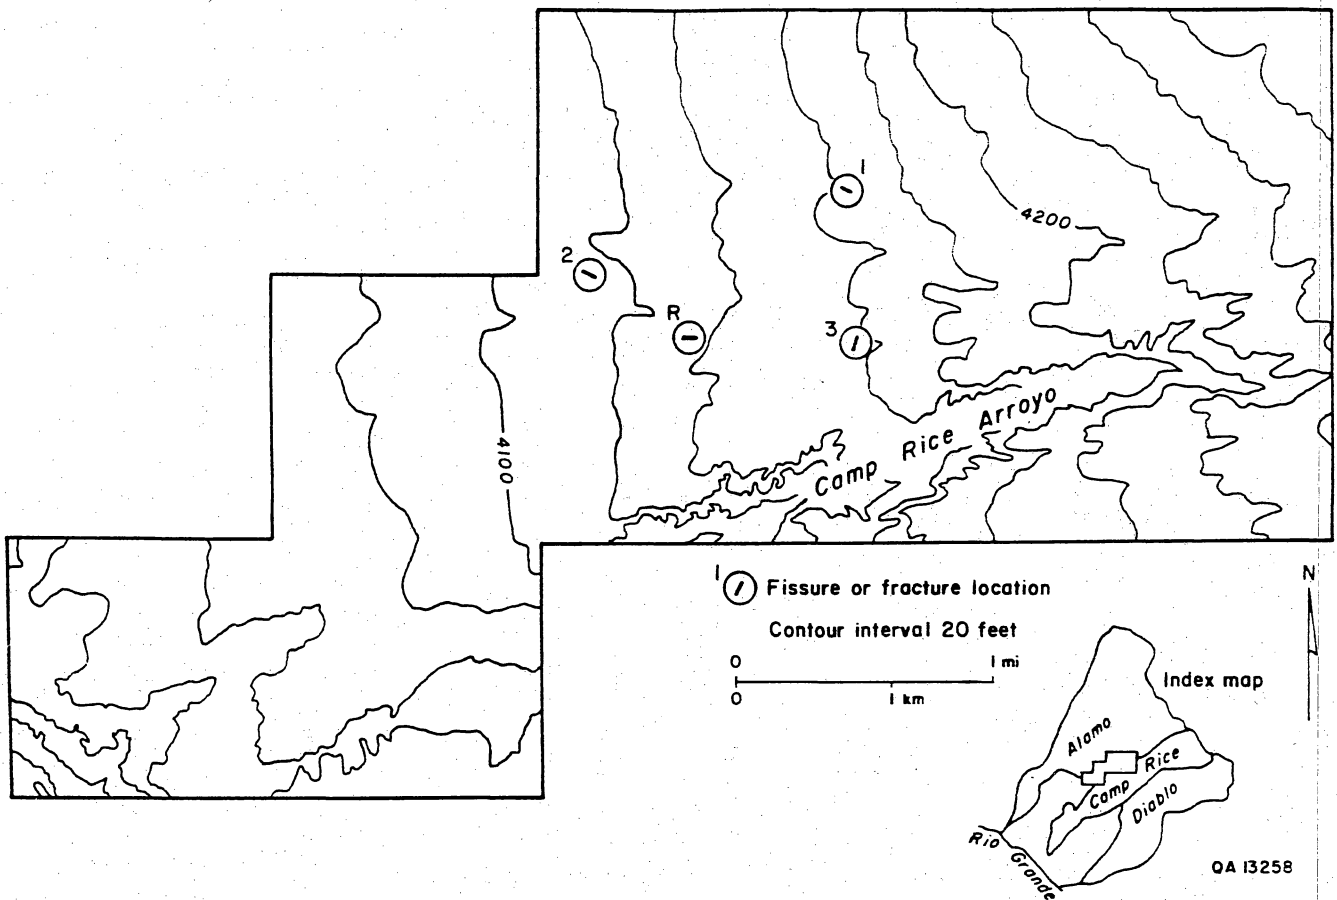 1
4200
2
R
3
Camp Rice Arroyo
4100
1
Fissure or fracture location
N
Contour interval 20 feet
0 1 mi
0 1 km
Index map
Alamo
Camp Rice
Diablo
Rio Grande
QA 13258